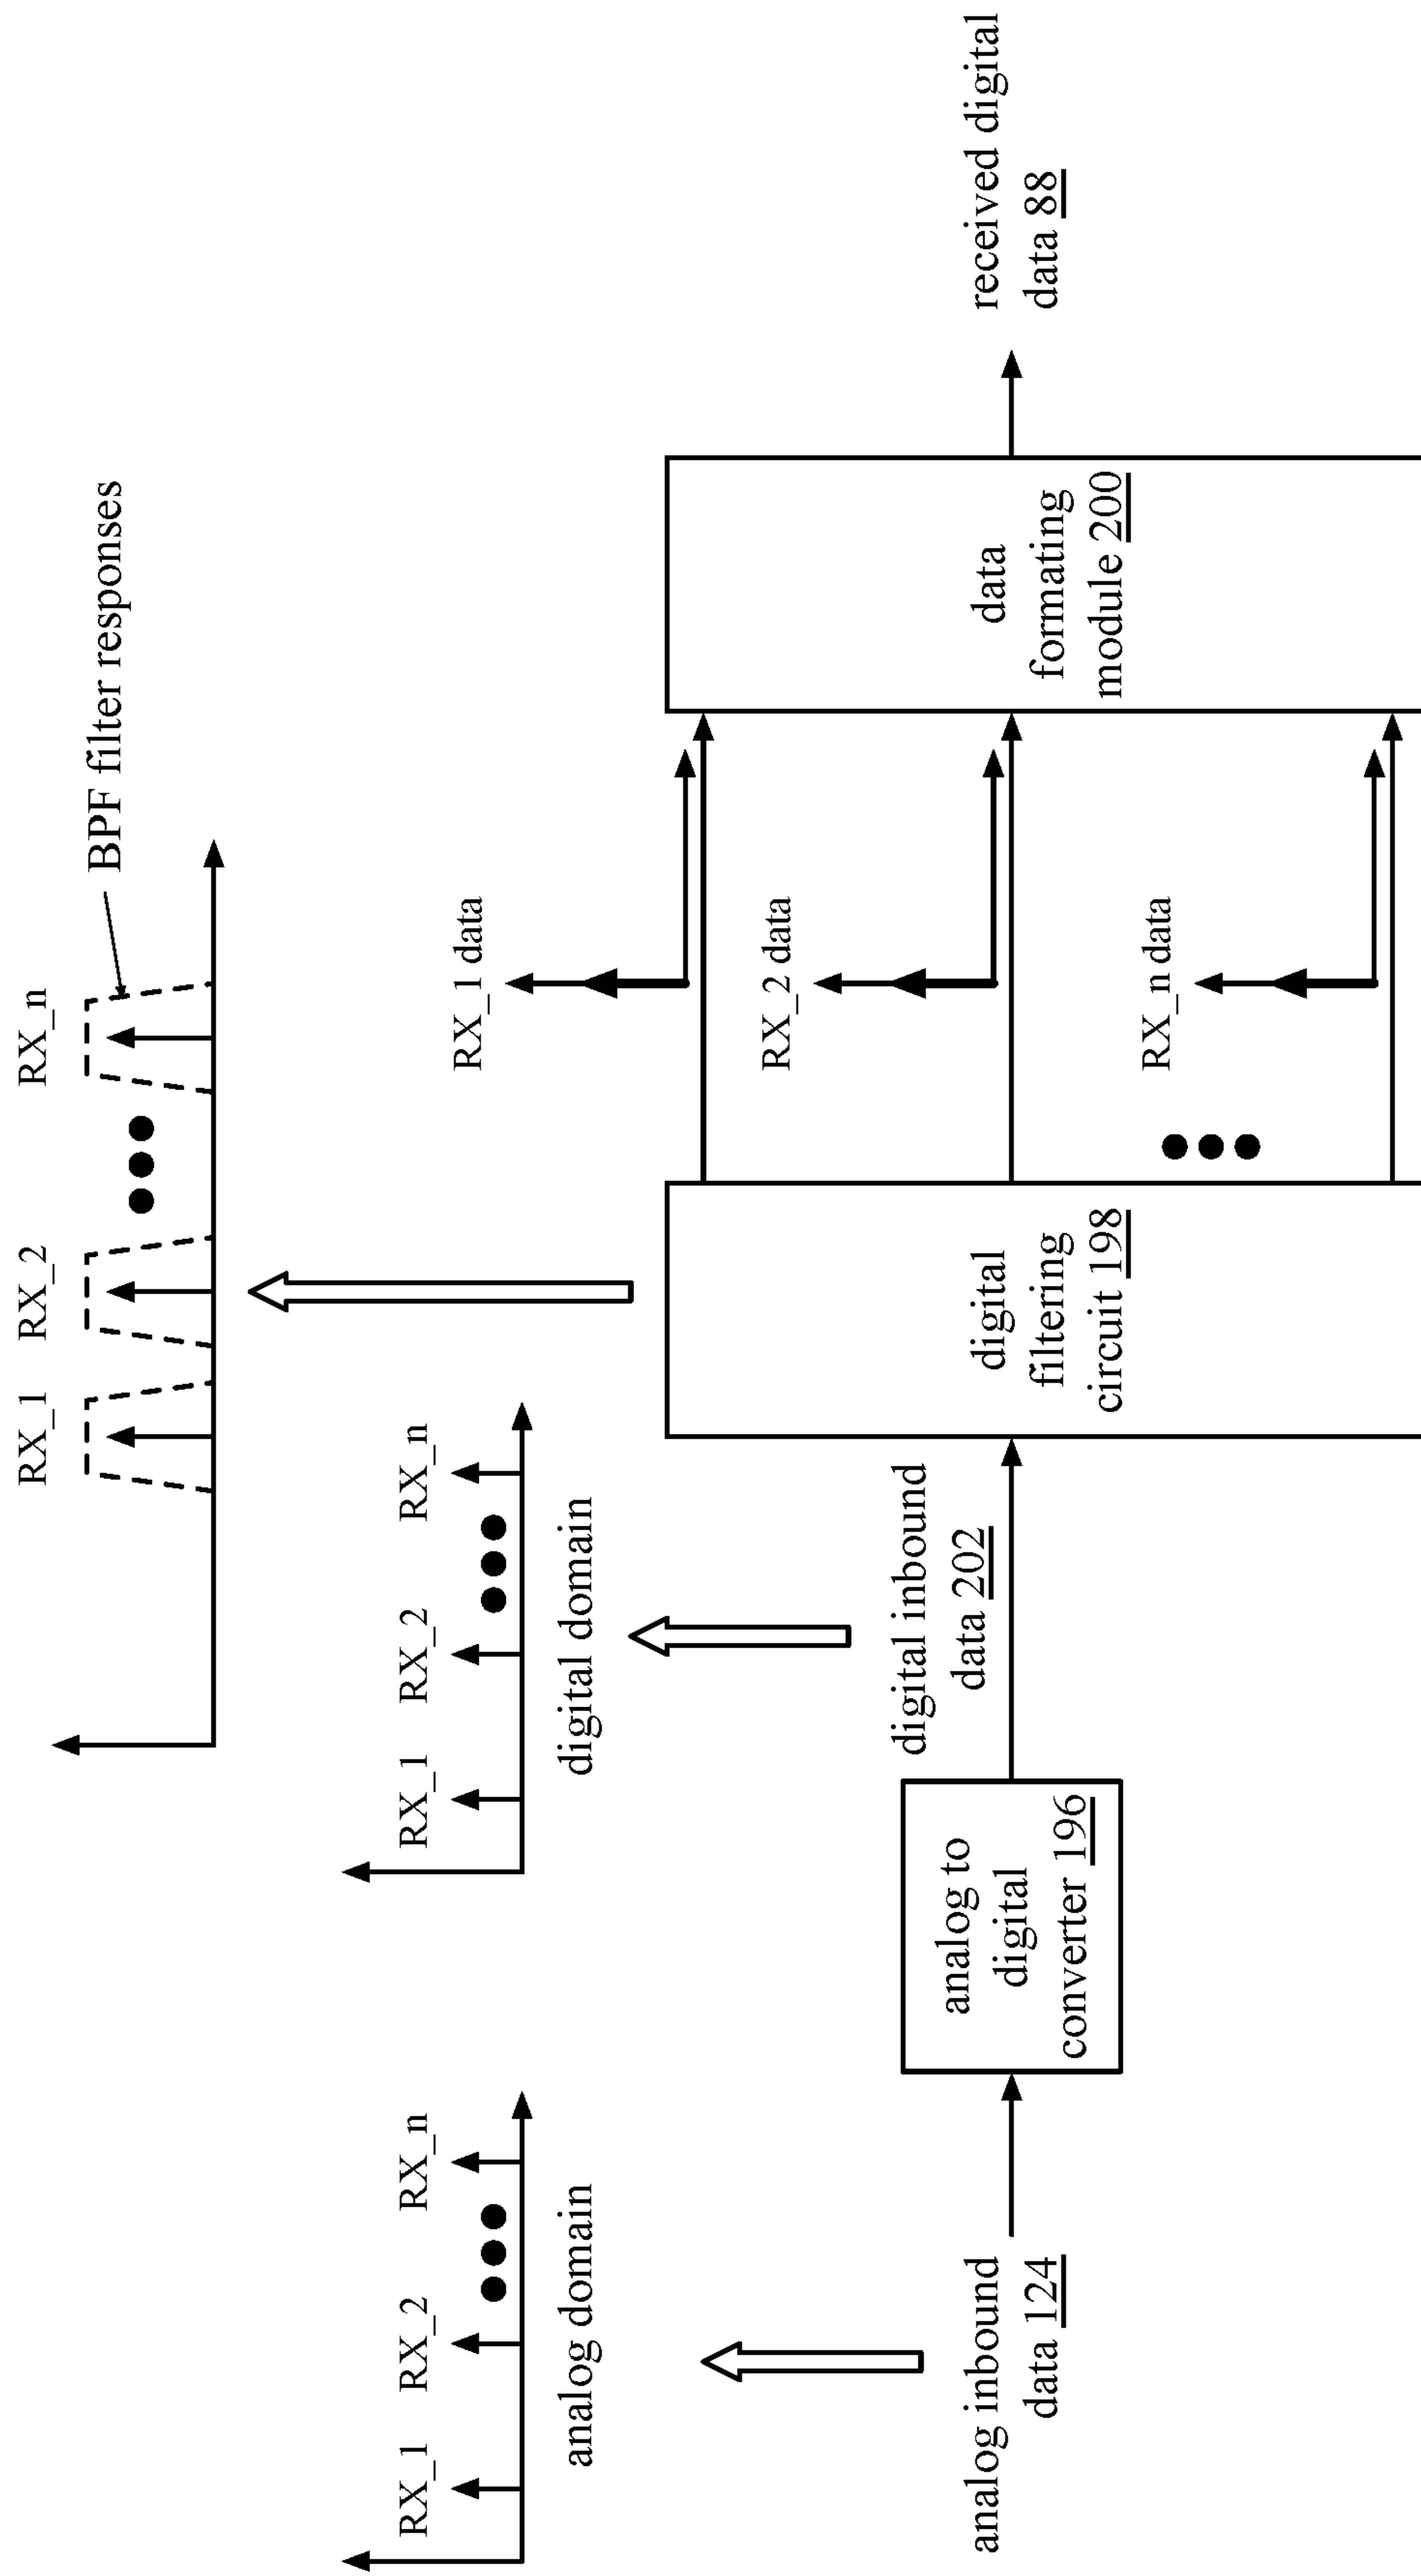 RX_1
RX_2
RX_n
BPF filter responses
RX_1
RX_2
RX_n
analog domain
RX_1
RX_2
RX_n
digital domain
RX_1 data
RX_2 data
RX_n data
analog inbound
data 124
analog to
digital
converter 196
digital inbound
data 202
digital
filtering
circuit 198
data
formating
module 200
received digital
data 88